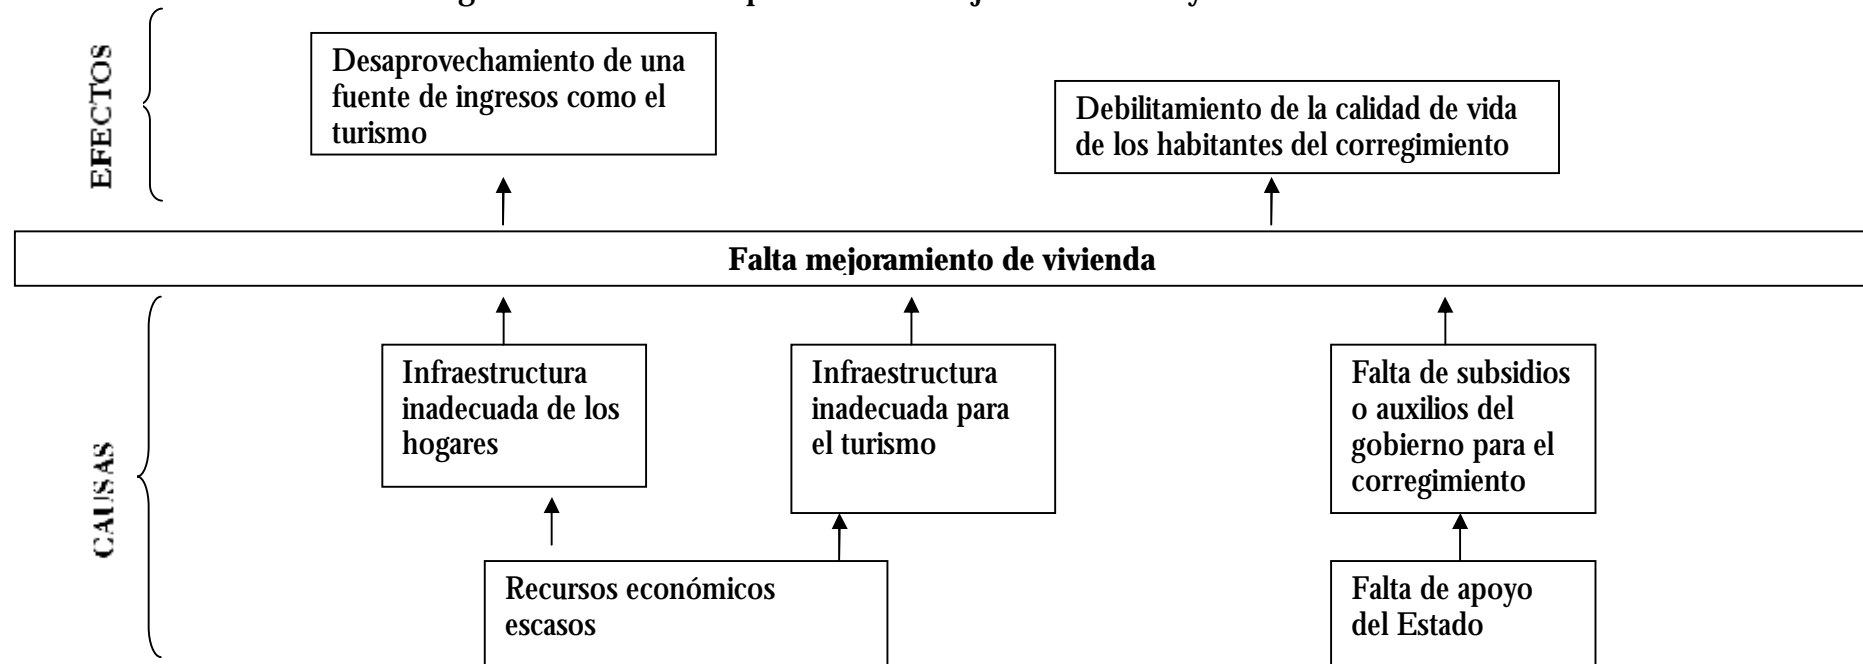 EFECTOS
Desaprovechamiento de una
fuente de ingresos como el
turismo
Debilitamiento de la calidad de vida
de los habitantes del corregimiento
Falta mejoramiento de vivienda
CAUSAS
Infraestructura
inadecuada de los
hogares
Infraestructura
inadecuada para
el turismo
Falta de subsidios
o auxilios del
gobierno para el
corregimiento
Recursos económicos
escasos
Falta de apoyo
del Estado